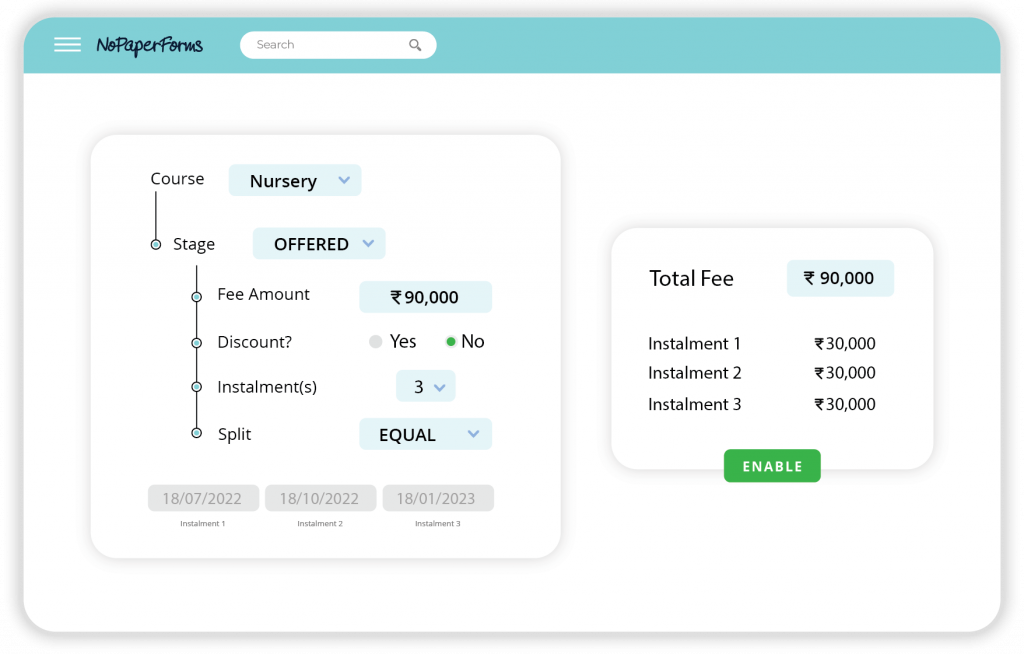 NoPaperForms
Search
Course Nursery
Stage OFFERED
Fee Amount ₹90,000
Discount? Yes No
Instalment(s) 3
Split EQUAL
18/07/2022 18/10/2022 18/01/2023
Instalment 1 Instalment 2 Instalment 3
Total Fee ₹ 90,000
Instalment 1 ₹30,000
Instalment 2 ₹30,000
Instalment 3 ₹30,000
ENABLE